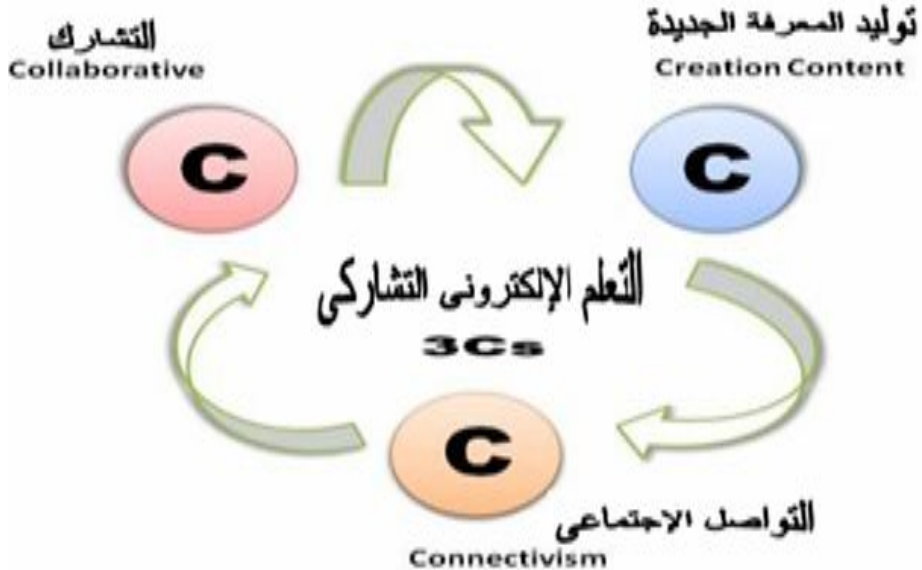 التشارك
Collaborative
C
توليد المعرفة الجديدة
Creation Content
C
التعلم الإلكترونى التشاركى
3Cs
C
التواصل الاجتماعى
Connectivism